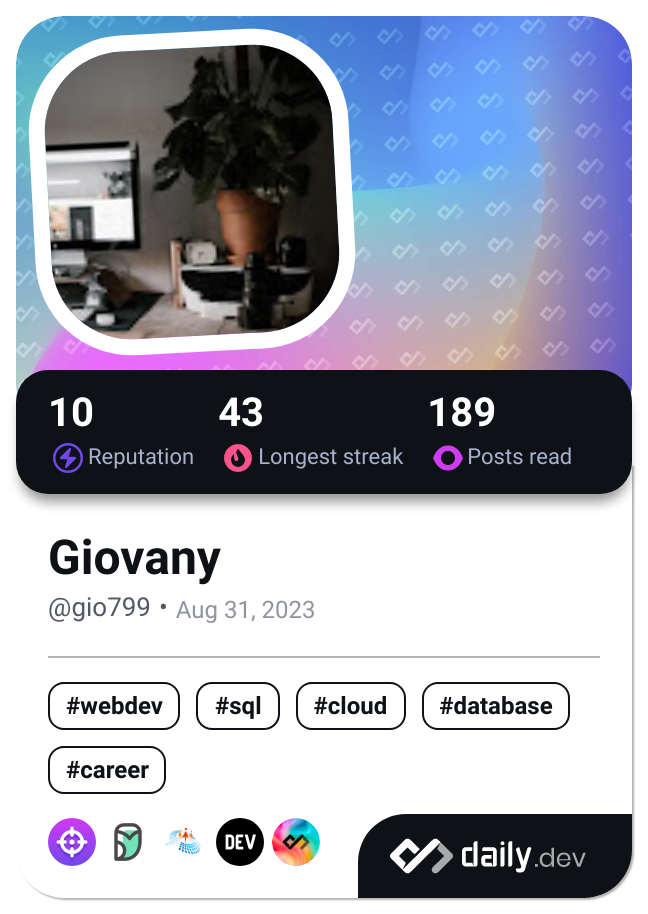 10 43 189
Reputation Longest streak Posts read
Giovany
@gio799 • Aug 31, 2023
#webdev #sql #cloud #database
#career
DEV
daily.dev